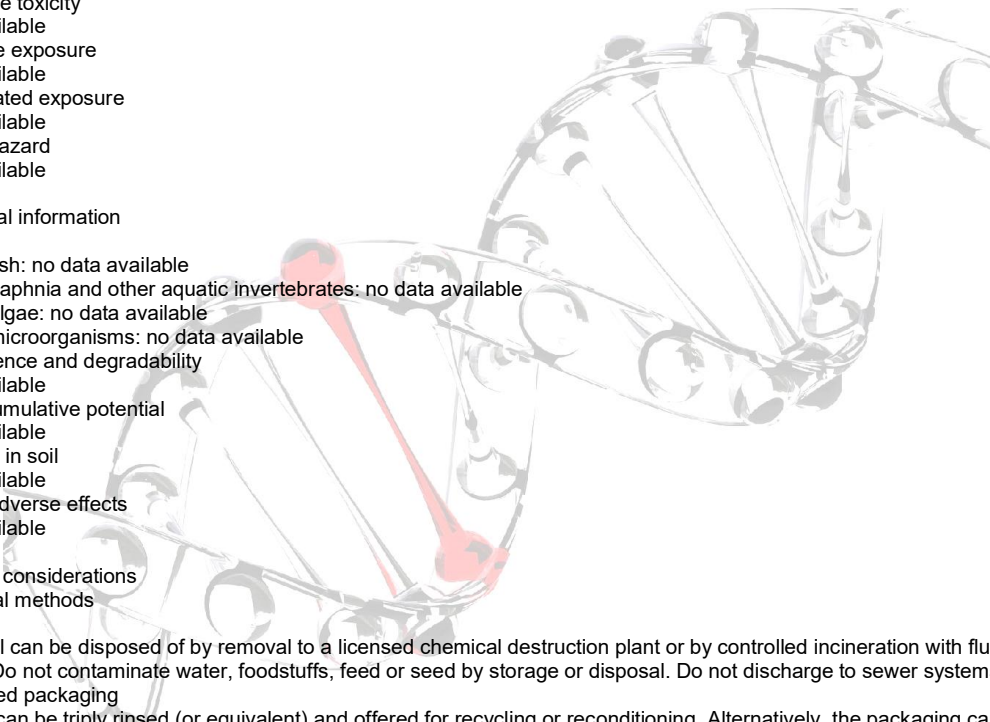 e toxicity
ilable
e exposure
ilable
ated exposure
ilable
azard
ilable
al information
sh: no data available
aphnia and other aquatic invertebrates: no data available
lgae: no data available
microorganisms: no data available
ence and degradability
ilable
umulative potential
ilable
in soil
ilable
dverse effects
ilable
considerations
al methods
l can be disposed of by removal to a licensed chemical destruction plant or by controlled incineration with flu
Do not contaminate water, foodstuffs, feed or seed by storage or disposal. Do not discharge to sewer system
ed packaging
can be triply rinsed (or equivalent) and offered for recycling or reconditioning. Alternatively, the packaging ca